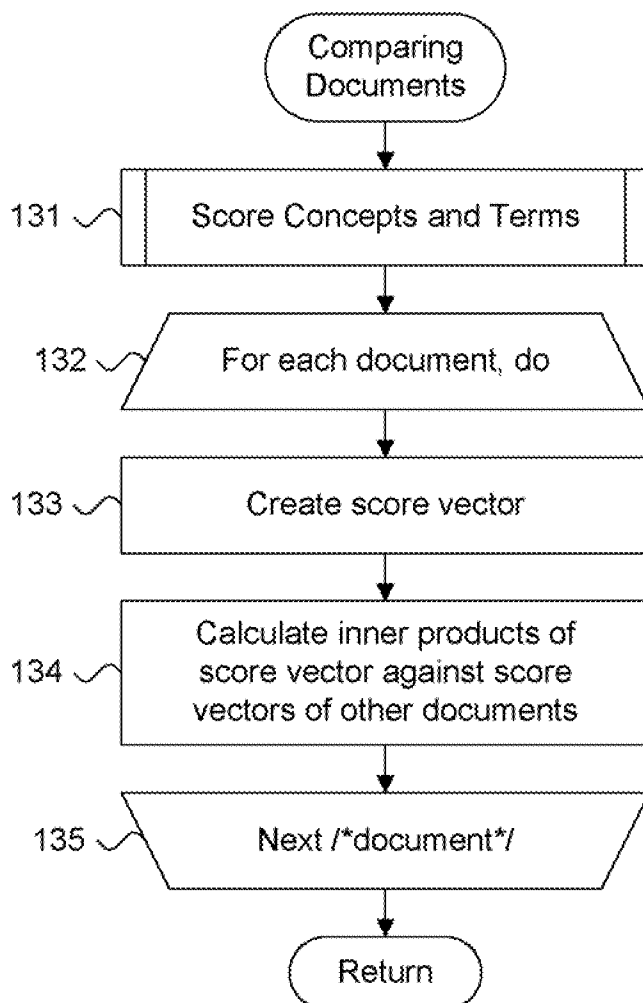 Comparing
Documents
131
Score Concepts and Terms
132
For each document, do
133
Create score vector
134
Calculate inner products of
score vector against score
vectors of other documents
135
Next /*document*/
Return